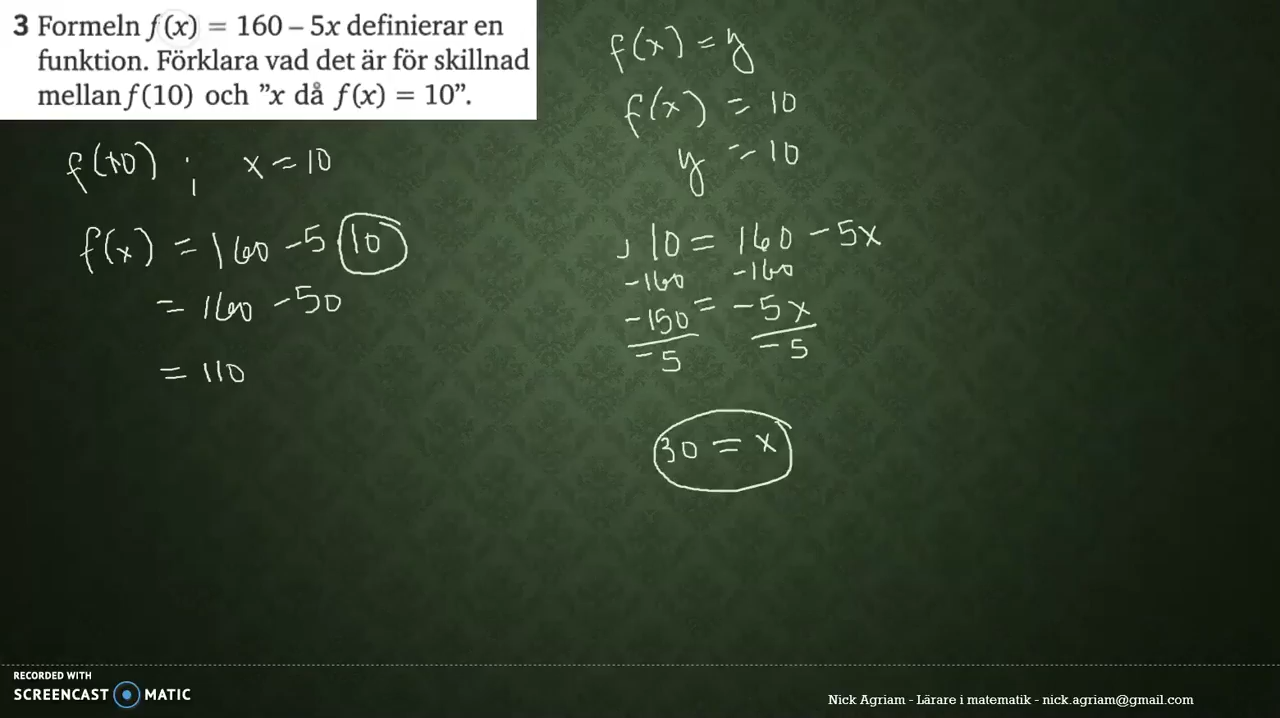 3 Formeln f(x) = 160 – 5x definierar en
funktion. Förklara vad det är för skillnad
mellan f(10) och ”x då f(x) = 10”.
f(10) ; x = 10
f(x) = 160 - 5 10
= 160 - 50
= 110
f(x) = y
f(x) = 10
y = 10
10 = 160 - 5x
-160 -160
-150 = -5x
-5 -5
30 = x
RECORDED WITH
SCREENCAST MATIC
Nick Agriam - Lärare i matematik - nick.agriam@gmail.com